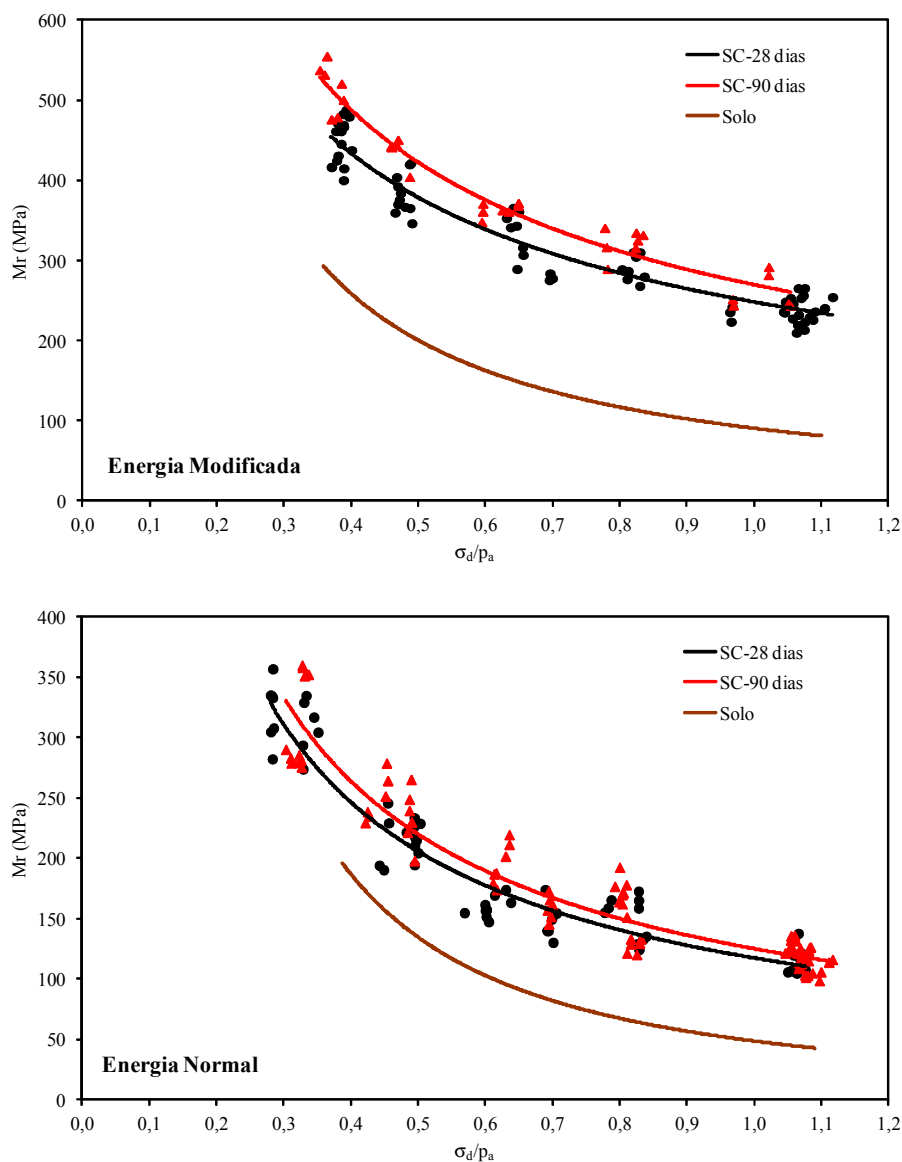 600
500
400
300
200
100
0
Mr (MPa)
SC-28 dias
SC-90 dias
Solo
Energia Modificada
0,0 0,1 0,2 0,3 0,4 0,5 0,6 0,7 0,8 0,9 1,0 1,1 1,2
σd/pa
400
350
300
250
200
150
100
50
0
Mr (MPa)
SC-28 dias
SC-90 dias
Solo
Energia Normal
0,0 0,1 0,2 0,3 0,4 0,5 0,6 0,7 0,8 0,9 1,0 1,1 1,2
σd/pa